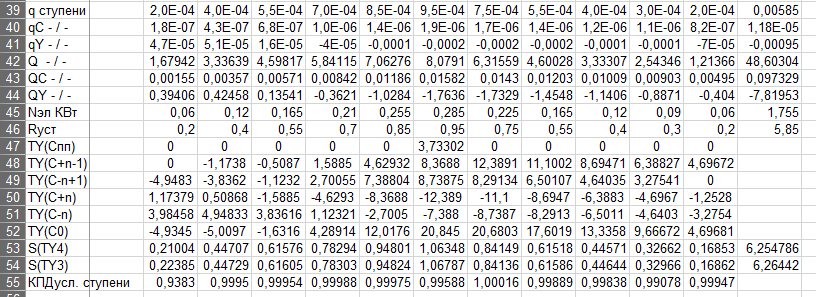 39 q ступени 2,0E-04 4,0E-04 5,5E-04 7,0E-04 8,5E-04 9,5E-04 7,5E-04 5,5E-04 4,0E-04 3,0E-04 2,0E-04 0,00585
40 qC - / - 1,8E-07 4,3E-07 6,8E-07 1,0E-06 1,4E-06 1,9E-06 1,7E-06 1,4E-06 1,2E-06 1,1E-06 8,2E-07 1,18E-05
41 qY - / - 4,7E-05 5,1E-05 1,6E-05 -4E-05 -0,0001 -0,0002 -0,0002 -0,0002 -0,0001 -0,0001 -7E-05 -0,00095
42 Q - / - 1,67942 3,33639 4,59817 5,84115 7,06276 8,0791 6,31559 4,60028 3,33307 2,54346 1,21366 48,60304
43 QC - / - 0,00155 0,00357 0,00571 0,00842 0,01186 0,01582 0,0143 0,01203 0,01009 0,00903 0,00495 0,097329
44 QY - / - 0,39406 0,42458 0,13541 -0,3621 -1,0284 -1,7636 -1,7329 -1,4548 -1,1406 -0,8871 -0,404 -7,81953
45 Nэл КВт 0,06 0,12 0,165 0,21 0,255 0,285 0,225 0,165 0,12 0,09 0,06 1,755
46 Rуст 0,2 0,4 0,55 0,7 0,85 0,95 0,75 0,55 0,4 0,3 0,2 5,85
47 TY(Cпп) 0 0 0 0 0 3,73302 0 0 0 0 0
48 TY(C+n-1) 0 -1,1738 -0,5087 1,5885 4,62932 8,3688 12,3891 11,1002 8,69471 6,38827 4,69672
49 TY(C-n+1) -4,9483 -3,8362 -1,1232 2,70055 7,38804 8,73875 8,29134 6,50107 4,64035 3,27541 0
50 TY(C+n) 1,17379 0,50868 -1,5885 -4,6293 -8,3688 -12,389 -11,1 -8,6947 -6,3883 -4,6967 -1,2528
51 TY(C-n) 3,98458 4,94833 3,83616 1,12321 -2,7005 -7,388 -8,7387 -8,2913 -6,5011 -4,6403 -3,2754
52 TY(C0) -4,9345 -5,0097 -1,6316 4,28914 12,0176 20,845 20,6803 17,6019 13,3358 9,66672 4,69681
53 S(TY4) 0,21004 0,44707 0,61576 0,78294 0,94801 1,06348 0,84149 0,61518 0,44571 0,32662 0,16853 6,254786
54 S(TY3) 0,22385 0,44729 0,61605 0,78303 0,94824 1,06787 0,84136 0,61586 0,44644 0,32966 0,16862 6,26442
55 КПДусл. ступени 0,9383 0,9995 0,99954 0,99988 0,99975 0,99588 1,00016 0,99889 0,99838 0,99078 0,99947